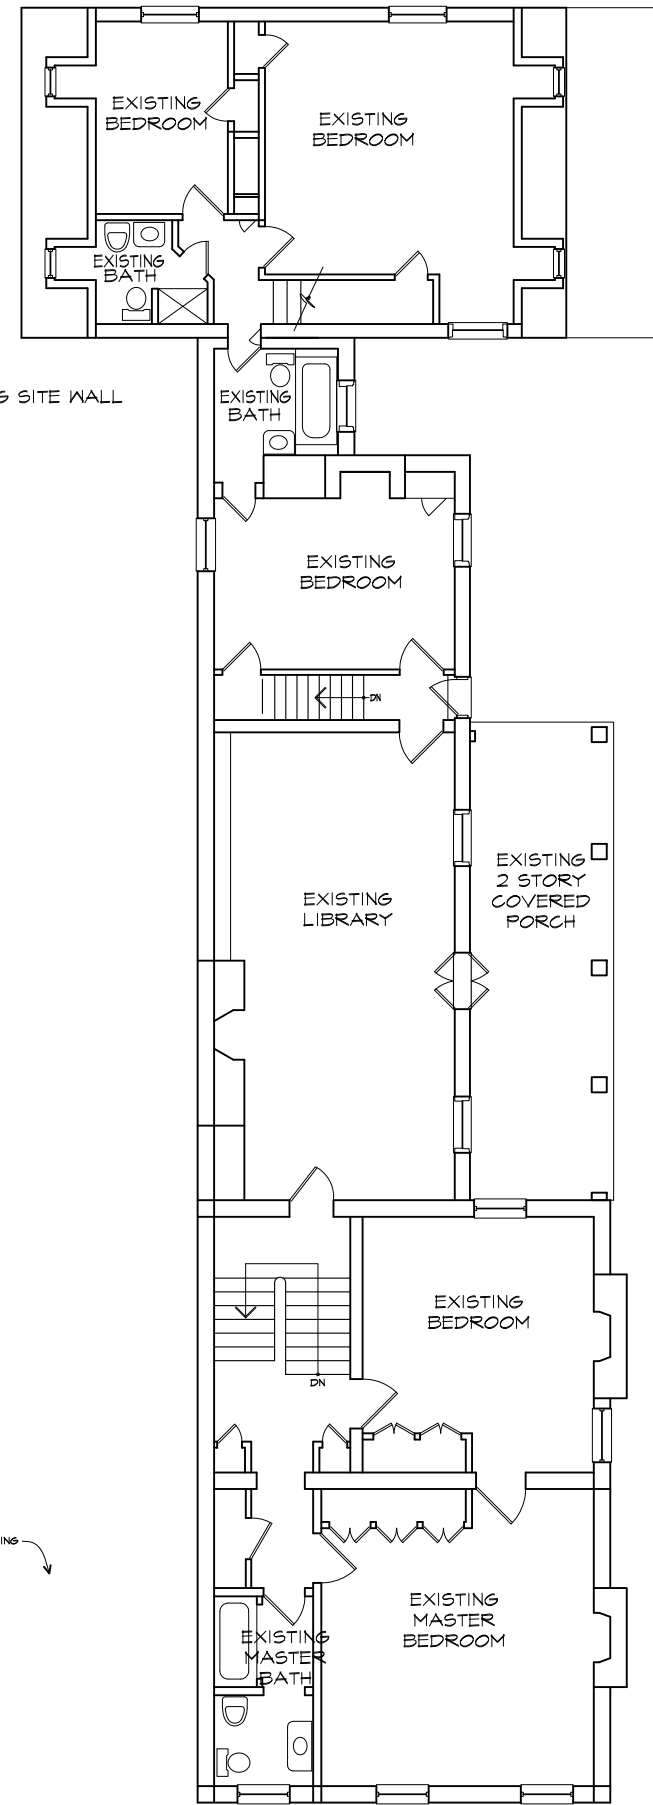 EXISTING
BEDROOM
EXISTING
BEDROOM
EXISTING
BATH
SITE WALL
EXISTING
BATH
EXISTING
BEDROOM
DN
EXISTING
2 STORY
COVERED
PORCH
EXISTING
LIBRARY
EXISTING
BEDROOM
DN
EXISTING
MASTER
BEDROOM
EXISTING
MASTER
BATH